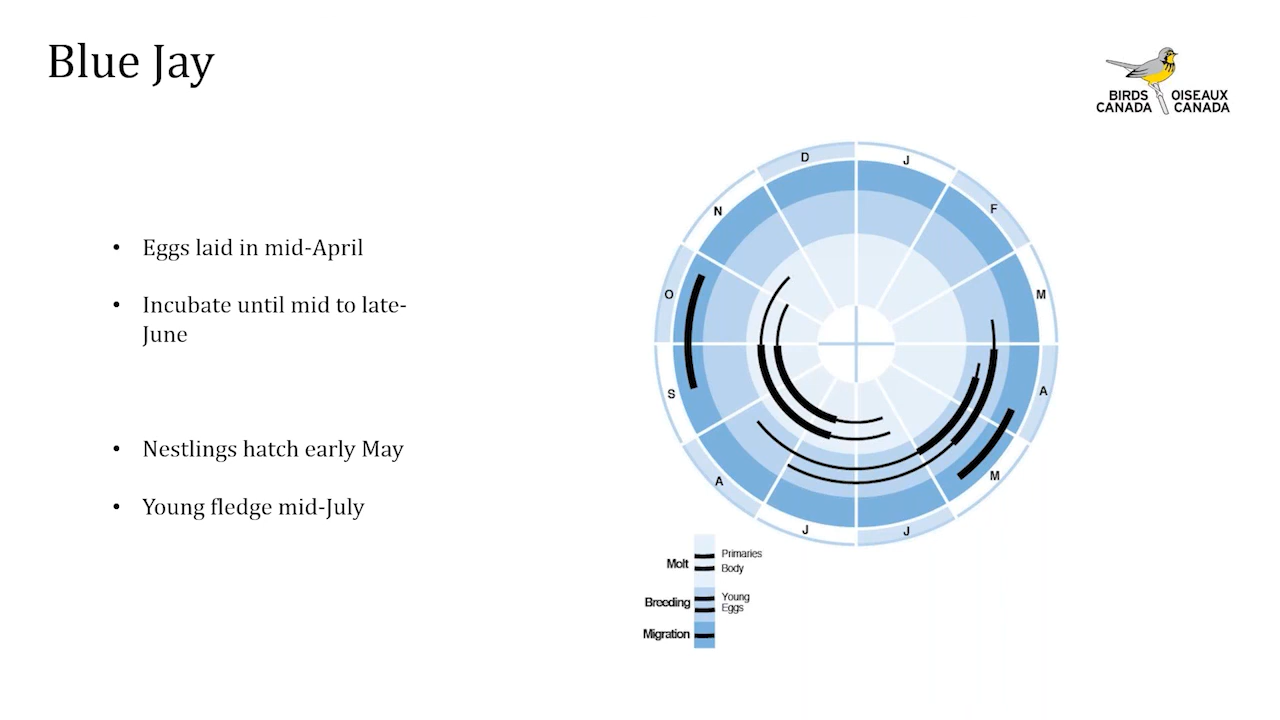 Blue Jay
BIRDS OISEAUX
CANADA CANADA
• Eggs laid in mid-April
• Incubate until mid to late-
June
• Nestlings hatch early May
• Young fledge mid-July
D
J
N
F
O
M
S
A
A
M
J
J
Molt
Primaries
Body
Breeding
Young
Eggs
Migration